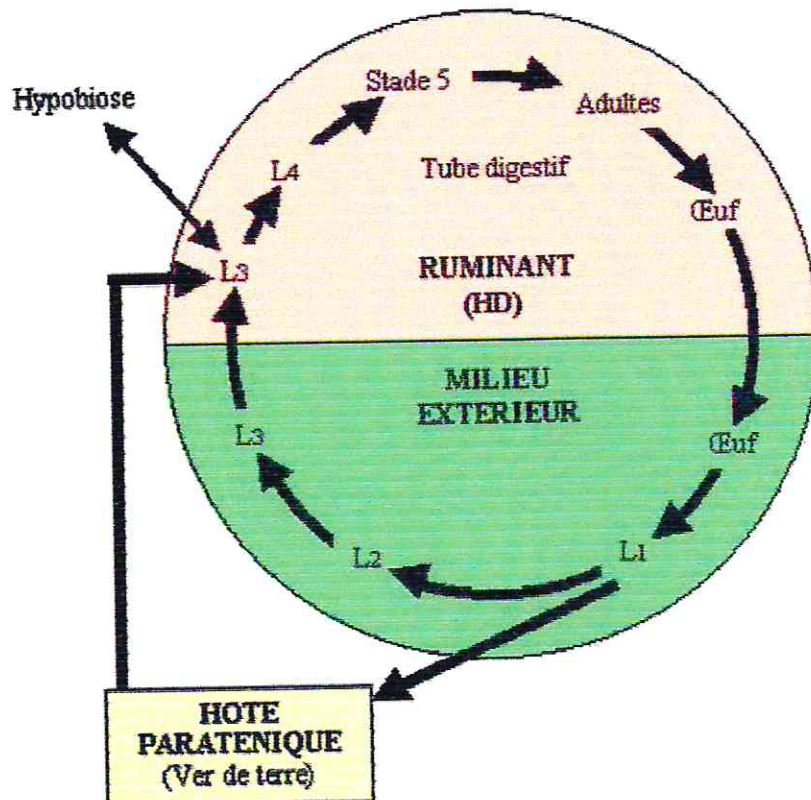 Stade 5
Adultes
Hypobiose
L4
Tube digestif
Œuf
L3
RUMINANT
(HD)
MILIEU
EXTERIEUR
L3
Œuf
L2
L1
HOTE
PARATENIQUE
(Ver de terre)